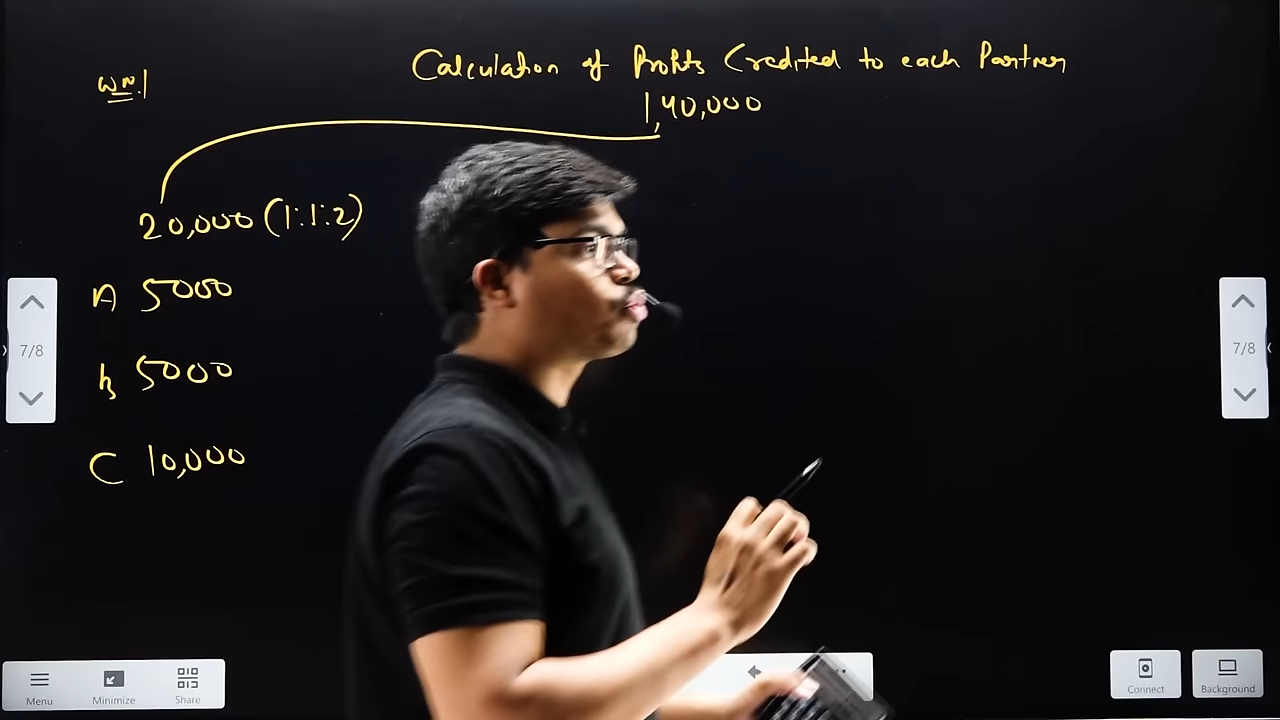 W.N.1
Calculation of Profits Credited to each Partner
1,40,000
20,000 (1:1:2)
A 5000
B 5000
C 10,000
7/8
7/8
Menu
Minimize
Share
Connect
Background